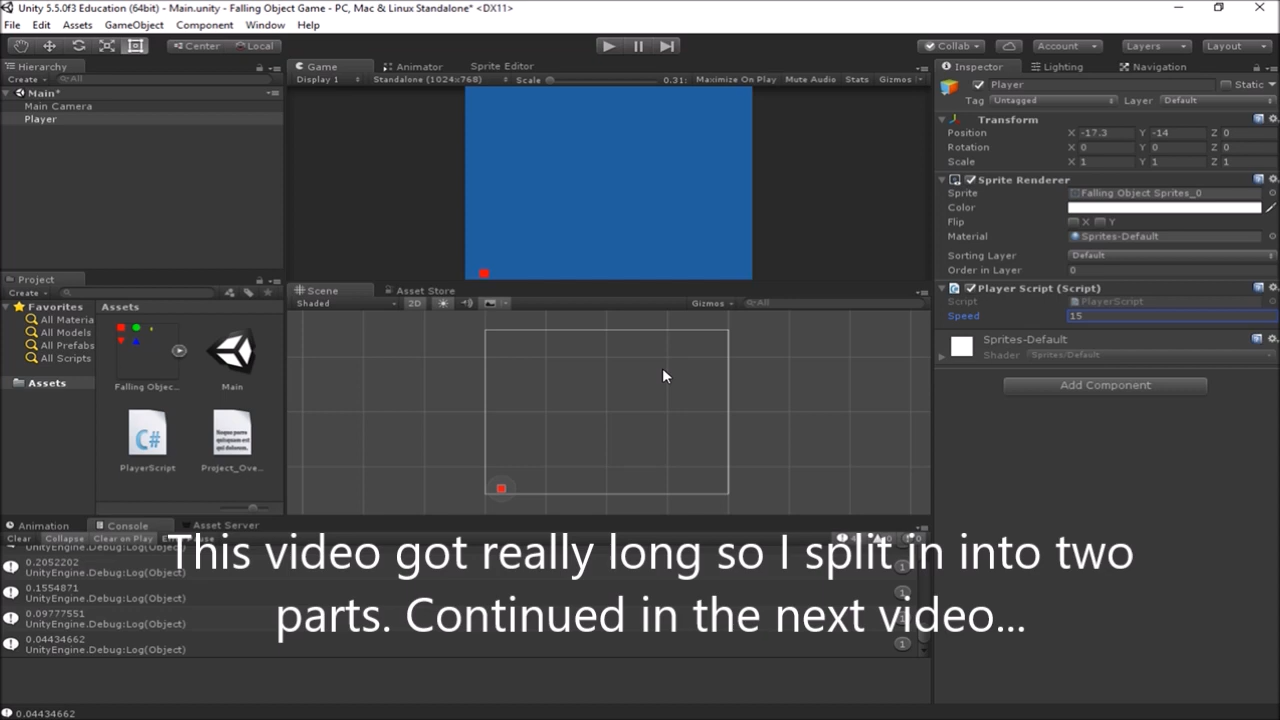 Unity 5.5.0f3 Education (64bit) - Main.unity - Falling Object Game - PC, Mac & Linux Standalone* <DX11>
File Edit Assets GameObject Component Window Help
Center Local Collab Account Layers Layout
Hierarchy
Create All
Main*
Main Camera
Player
Game Animator Sprite Editor
Display 1 Standalone (1024x768) Scale 0.31: Maximize On Play Mute Audio Stats Gizmos
Inspector Lighting Navigation
Player Static
Tag Untagged Layer Default
Transform
Position X -17.3 Y -14 Z 0
Rotation X 0 Y 0 Z 0
Scale X 1 Y 1 Z 1
Sprite Renderer
Sprite Falling Object Sprites_0
Color
Flip X Y
Material Sprites-Default
Sorting Layer Default
Order in Layer 0
Player Script (Script)
Script PlayerScript
Speed 15
Sprites-Default
Shader Sprites/Default
Add Component
Project
Create
Favorites
All Materia
All Models
All Prefabs
All Scripts
Assets
Assets
Falling Objec... Main
PlayerScript Project_Ove...
Scene Asset Store
Shaded 2D Gizmos All
Animation Console Asset Server
Clear Collapse Clear on Play
UnityEngine.Debug:Log(Object)
0.2052202
UnityEngine.Debug:Log(Object) 1
0.1554871
UnityEngine.Debug:Log(Object) 1
0.09777551
UnityEngine.Debug:Log(Object) 1
0.04434662
UnityEngine.Debug:Log(Object) 1
This video got really long so I split in into two
parts. Continued in the next video...
0.04434662